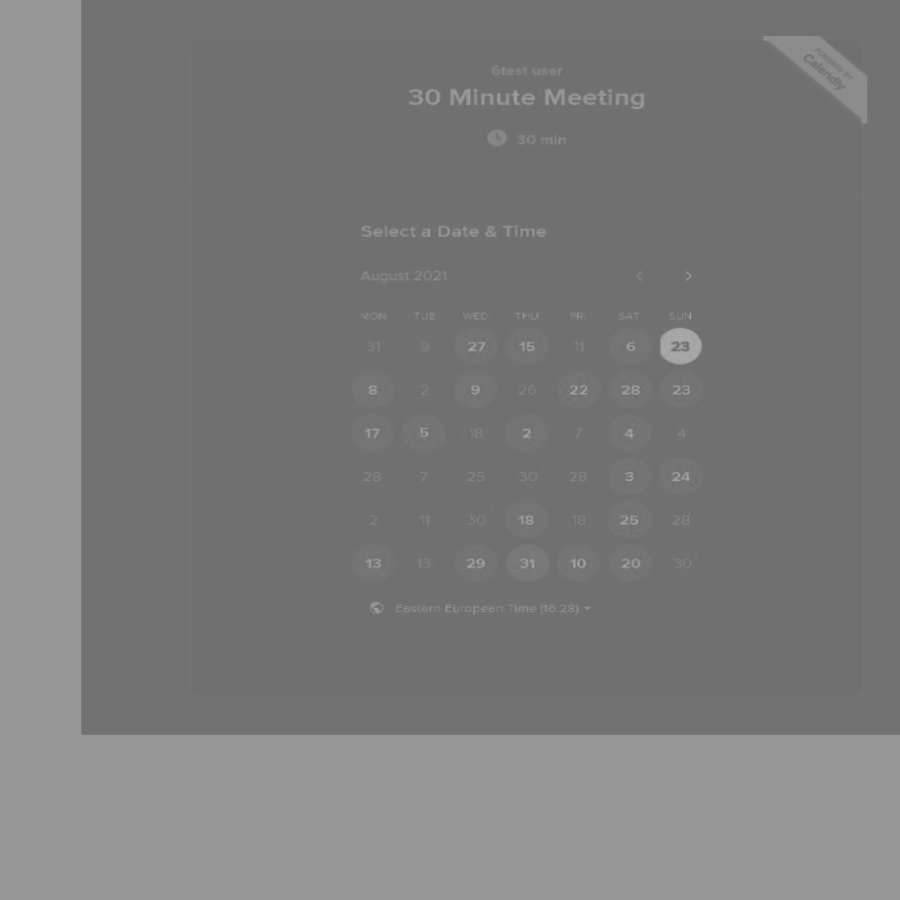 POWERED BY
Calendly
6test user
30 Minute Meeting
30 min
Select a Date & Time
August 2021
MON TUE WED THU FRI SAT SUN
31 9 27 15 11 6 23
8 2 9 26 22 28 23
17 5 18 2 7 4 4
28 7 25 30 28 3 24
2 11 30 18 18 25 28
13 13 29 31 10 20 30
Eastern European Time (16:28)